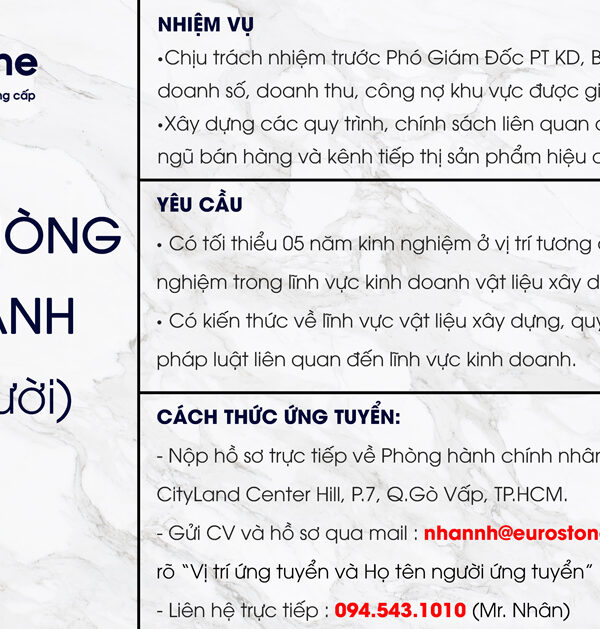 ne
ng cấp
ÒNG
ANH
ười)
NHIỆM VỤ
•Chịu trách nhiệm trước Phó Giám Đốc PT KD, B
doanh số, doanh thu, công nợ khu vực được gi
•Xây dựng các quy trình, chính sách liên quan
ngũ bán hàng và kênh tiếp thị sản phẩm hiệu
YÊU CẦU
• Có tối thiểu 05 năm kinh nghiệm ở vị trí tương
nghiệm trong lĩnh vực kinh doanh vật liệu xây d
• Có kiến thức về lĩnh vực vật liệu xây dựng, quy
pháp luật liên quan đến lĩnh vực kinh doanh.
CÁCH THỨC ỨNG TUYỂN:
- Nộp hồ sơ trực tiếp về Phòng hành chính nhân
CityLand Center Hill, P.7, Q.Gò Vấp, TP.HCM.
- Gửi CV và hồ sơ qua mail : nhannh@euroston
rõ “Vị trí ứng tuyển và Họ tên người ứng tuyển”
- Liên hệ trực tiếp : 094.543.1010 (Mr. Nhân)